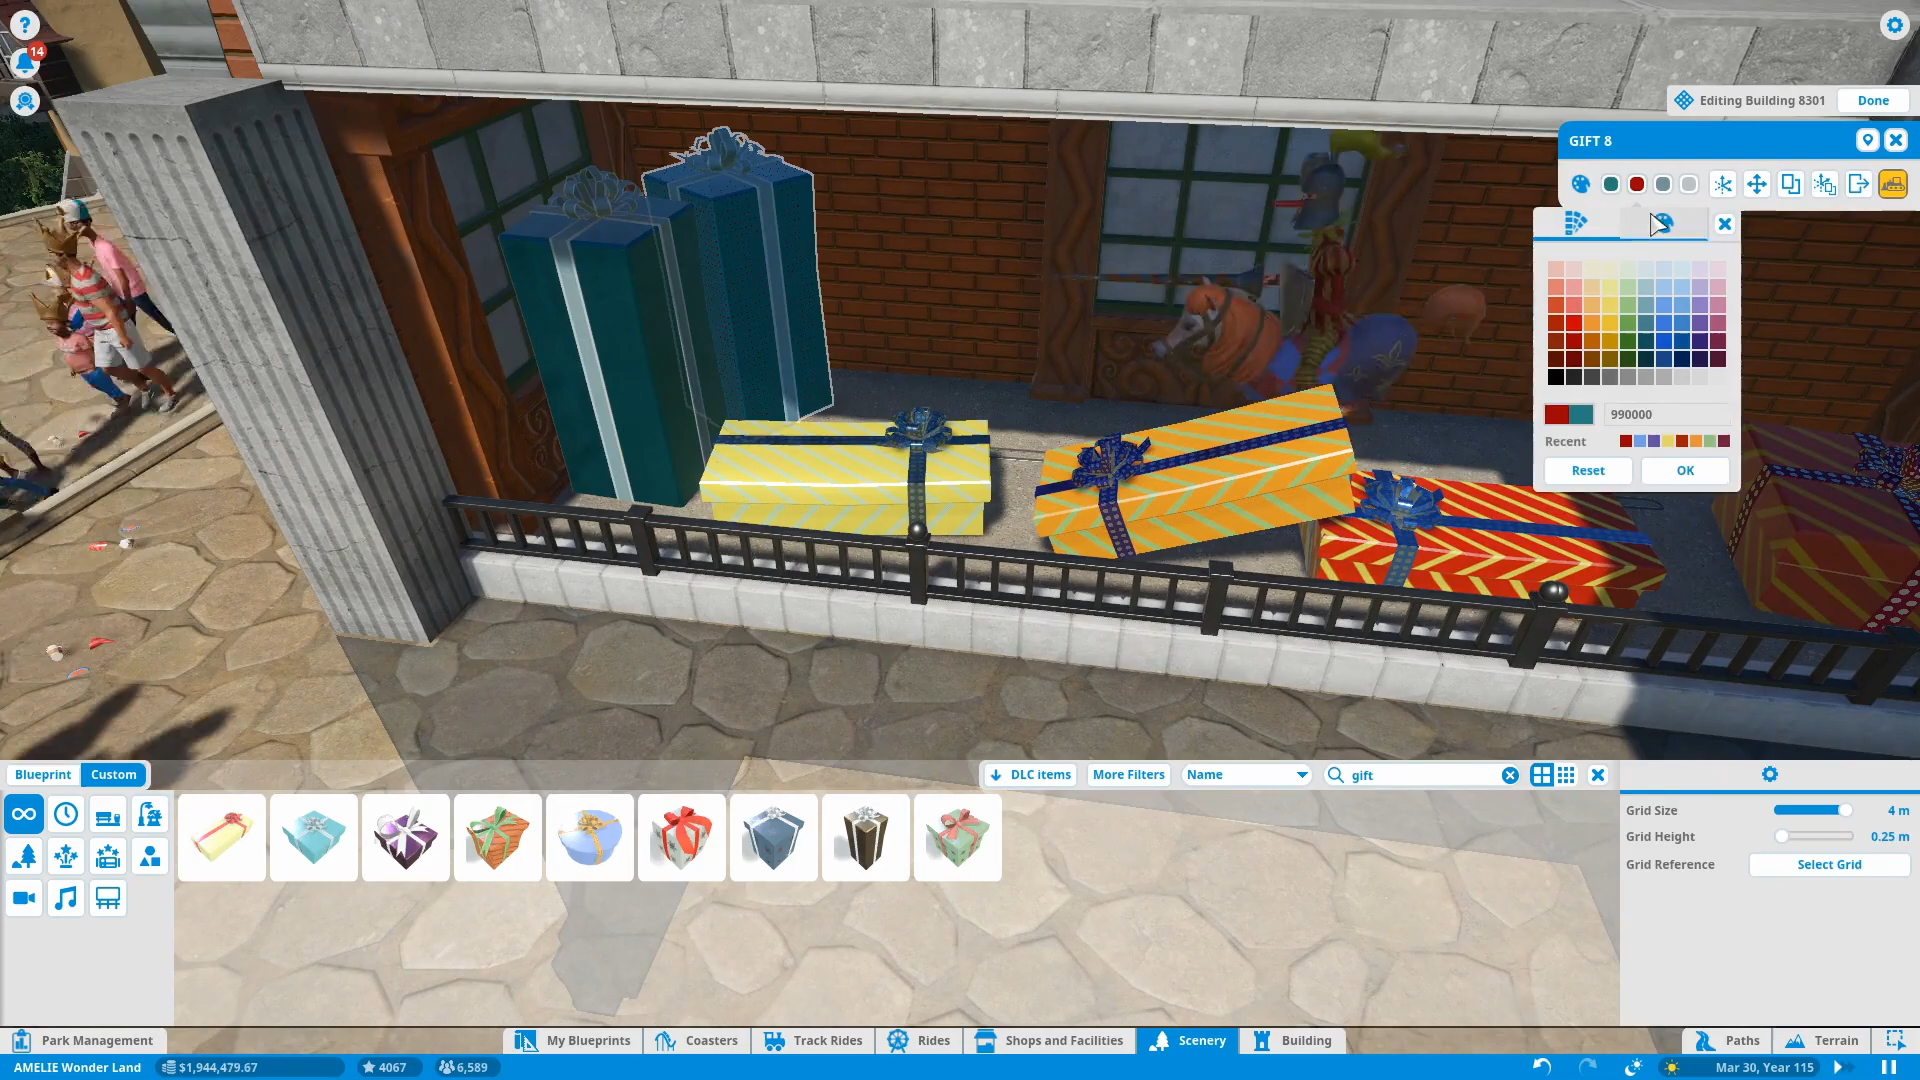 ?
14
Editing Building 8301
Done
GIFT 8
990000
Recent
Reset
OK
Blueprint
Custom
DLC items
More Filters
Name
gift
Grid Size
4 m
Grid Height
0.25 m
Grid Reference
Select Grid
Park Management
My Blueprints
Coasters
Track Rides
Rides
Shops and Facilities
Scenery
Building
Paths
Terrain
AMELIE Wonder Land
$1,944,479.67
4067
6,589
Mar 30, Year 115